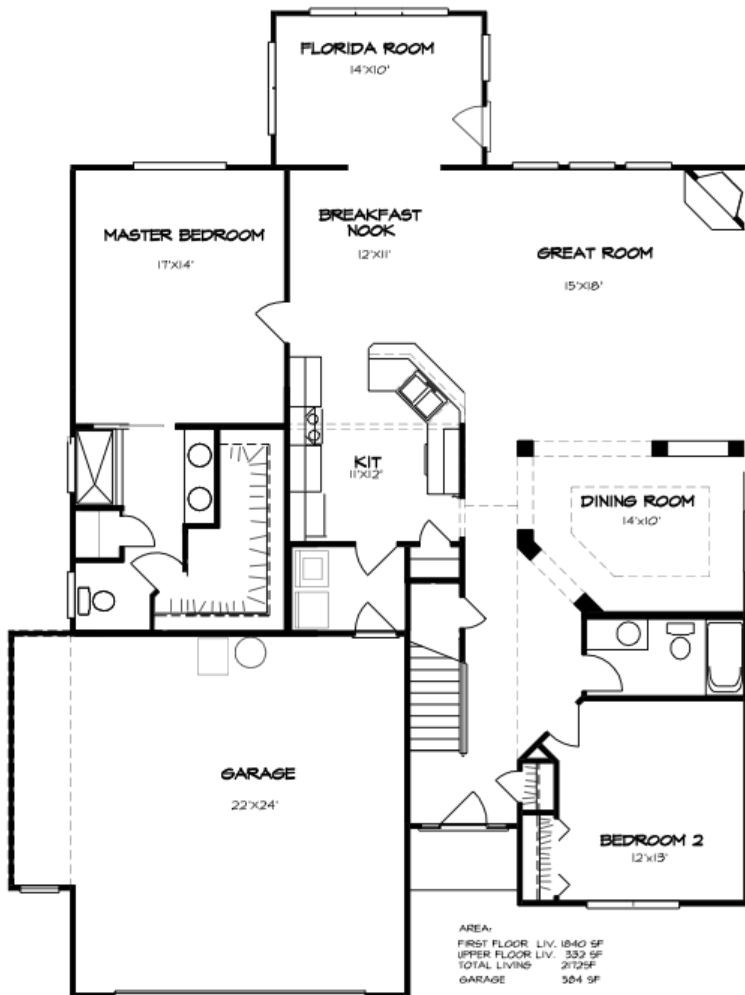 FLORIDA ROOM
14'X10'
MASTER BEDROOM
17'X14'
BREAKFAST
NOOK
12'X11'
GREAT ROOM
15'X18'
KIT
11'X12'
DINING ROOM
14'X10'
GARAGE
22'X24'
BEDROOM 2
12'X13'
AREA:
FIRST FLOOR LIV. 1840 SF
UPPER FLOOR LIV. 332 SF
TOTAL LIVING 2172SF
GARAGE 584 SF